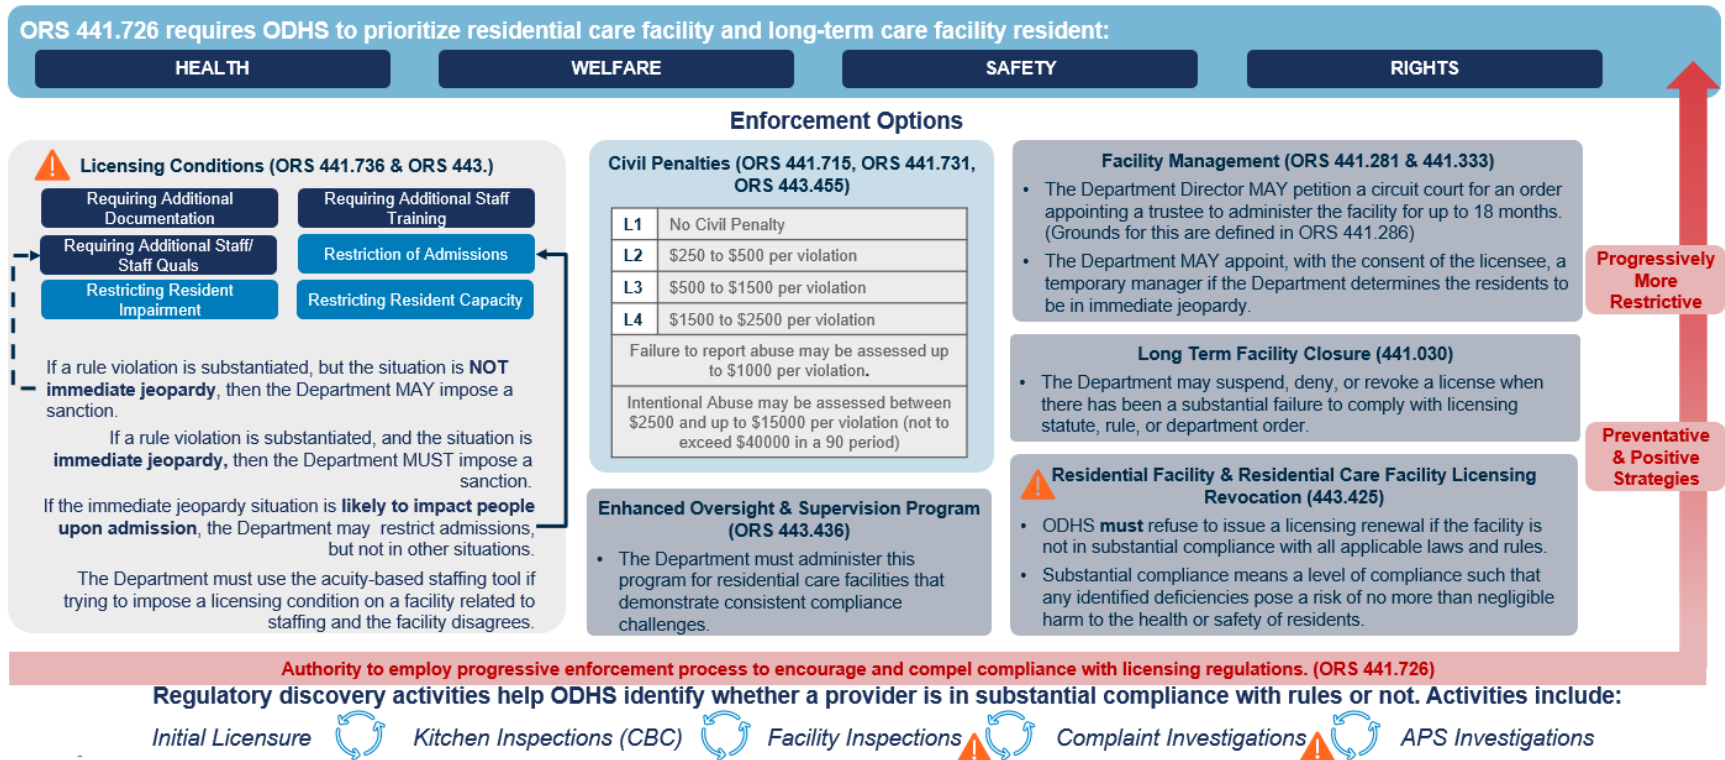 ORS 441.726 requires ODHS to prioritize residential care facility and long-term care facility resident:
HEALTH
WELFARE
SAFETY
RIGHTS
Enforcement Options
Licensing Conditions (ORS 441.736 & ORS 443.)
Requiring Additional
Documentation
Requiring Additional Staff
Training
Requiring Additional Staff/
Staff Quals
Restriction of Admissions
Restricting Resident
Impairment
Restricting Resident Capacity
If a rule violation is substantiated, but the situation is NOT
immediate jeopardy, then the Department MAY impose a
sanction.
If a rule violation is substantiated, and the situation is
immediate jeopardy, then the Department MUST impose a
sanction.
If the immediate jeopardy situation is likely to impact people
upon admission, the Department may restrict admissions,
but not in other situations.
The Department must use the acuity-based staffing tool if
trying to impose a licensing condition on a facility related to
staffing and the facility disagrees.
Civil Penalties (ORS 441.715, ORS 441.731,
ORS 443.455)
L1 No Civil Penalty
L2 $250 to $500 per violation
L3 $500 to $1500 per violation
L4 $1500 to $2500 per violation
Failure to report abuse may be assessed up
to $1000 per violation.
Intentional Abuse may be assessed between
$2500 and up to $15000 per violation (not to
exceed $40000 in a 90 period)
Enhanced Oversight & Supervision Program
(ORS 443.436)
• The Department must administer this
program for residential care facilities that
demonstrate consistent compliance
challenges.
Facility Management (ORS 441.281 & 441.333)
• The Department Director MAY petition a circuit court for an order
appointing a trustee to administer the facility for up to 18 months.
(Grounds for this are defined in ORS 441.286)
• The Department MAY appoint, with the consent of the licensee, a
temporary manager if the Department determines the residents to
be in immediate jeopardy.
Long Term Facility Closure (441.030)
• The Department may suspend, deny, or revoke a license when
there has been a substantial failure to comply with licensing
statute, rule, or department order.
Residential Facility & Residential Care Facility Licensing
Revocation (443.425)
• ODHS must refuse to issue a licensing renewal if the facility is
not in substantial compliance with all applicable laws and rules.
• Substantial compliance means a level of compliance such that
any identified deficiencies pose a risk of no more than negligible
harm to the health or safety of residents.
Progressively
More
Restrictive
Preventative
& Positive
Strategies
Authority to employ progressive enforcement process to encourage and compel compliance with licensing regulations. (ORS 441.726)
Regulatory discovery activities help ODHS identify whether a provider is in substantial compliance with rules or not. Activities include:
Initial Licensure
Kitchen Inspections (CBC)
Facility Inspections
Complaint Investigations
APS Investigations